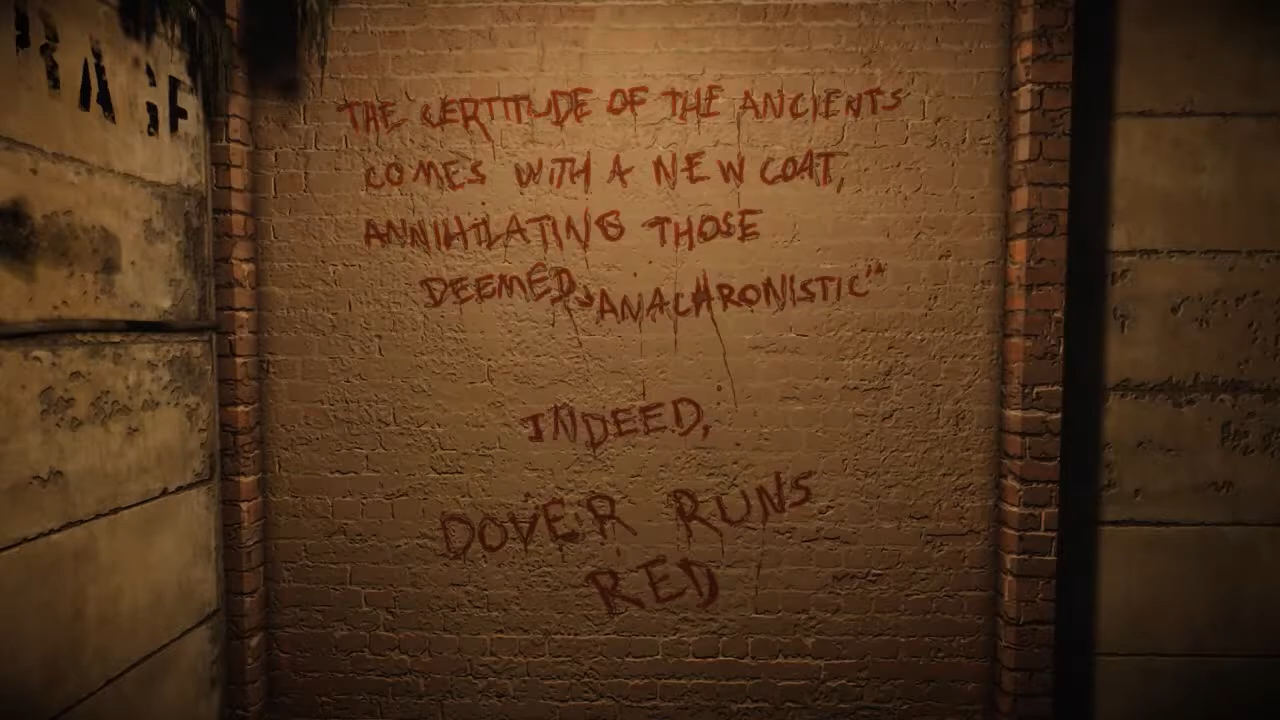 THE CERTITUDE OF THE ANCIENTS
COMES WITH A NEW COAT,
ANNIHILATING THOSE
DEEMED „ANACHRONISTIC"
INDEED,
DOVER RUNS
RED